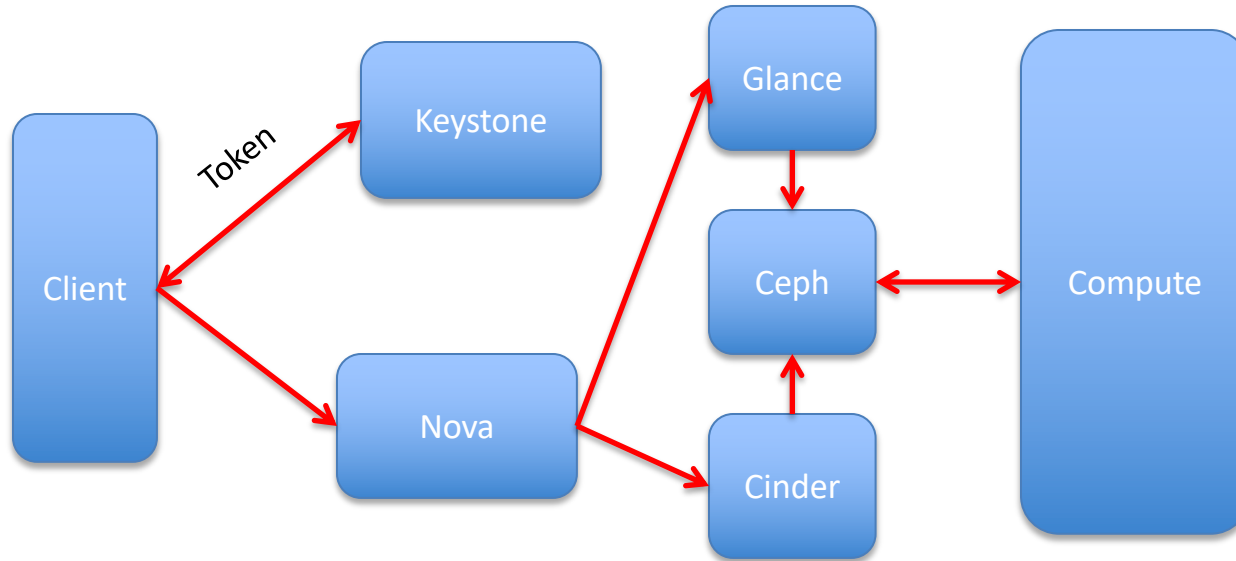 Client
Token
Keystone
Nova
Glance
Ceph
Cinder
Compute